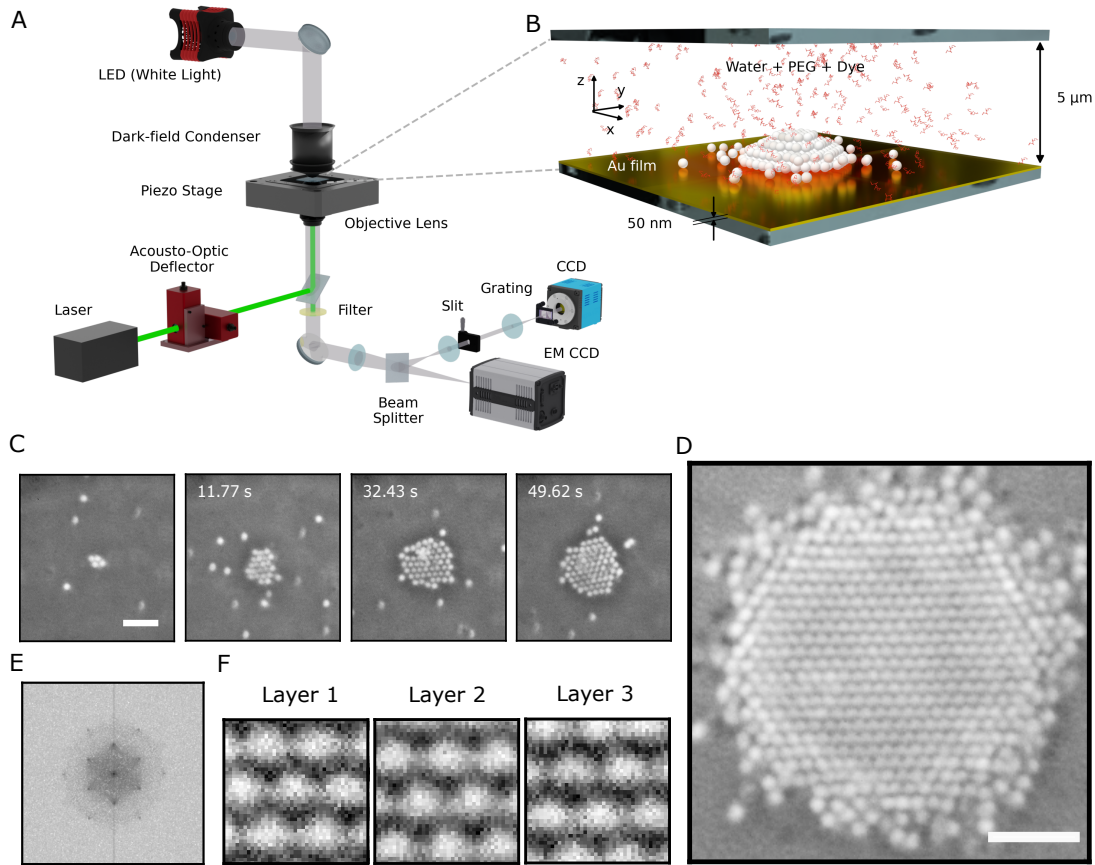 A
LED (White Light)
Dark-field Condenser
Piezo Stage
Objective Lens
Acousto-Optic
Deflector
Laser
Filter
Slit
Grating
CCD
EM CCD
Beam
Splitter
B
Water + PEG + Dye
z
y
x
5 µm
Au film
50 nm
C
11.77 s
32.43 s
49.62 s
D
E
F
Layer 1
Layer 2
Layer 3